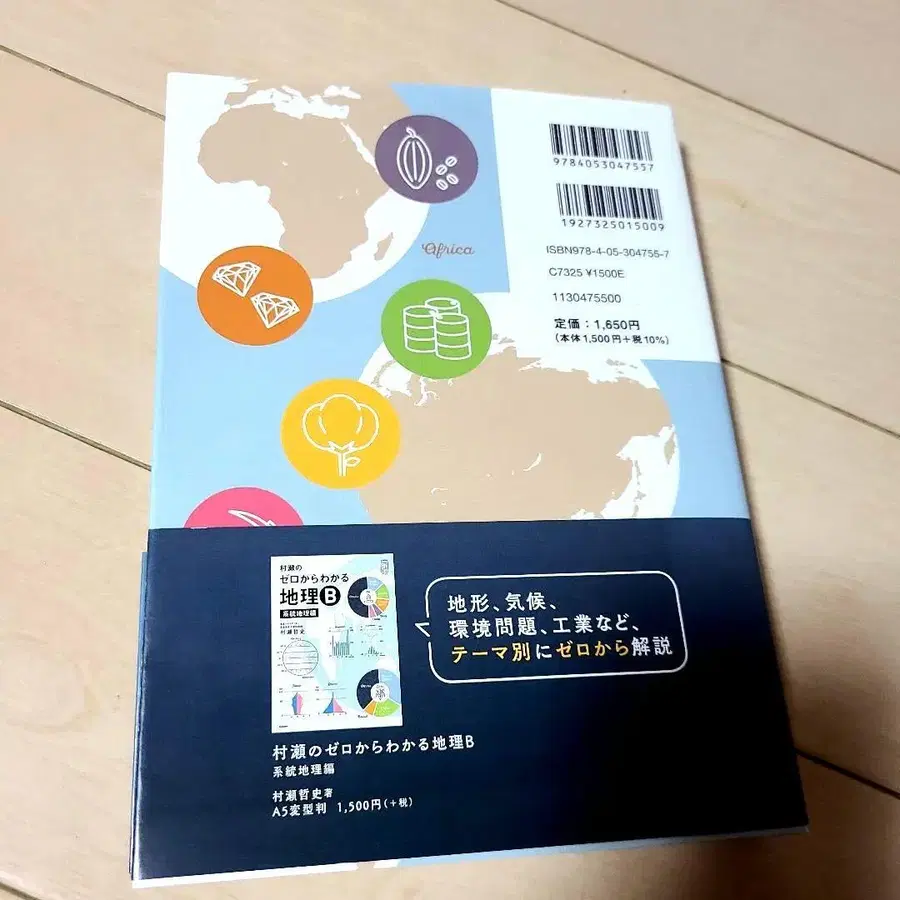 9784053047557
1927325015009
ISBN978-4-05-304755-7
C7325 ¥1500E
1130475500
定価：1,650円
（本体1,500円＋税10%）
Africa
村瀬の
ゼロからわかる
地理B
系統地理編
村瀬哲史
地形、気候、
環境問題、工業など、
テーマ別にゼロから解説
村瀬のゼロからわかる地理B
系統地理編
村瀬哲史著
A5変型判 1,500円（＋税）